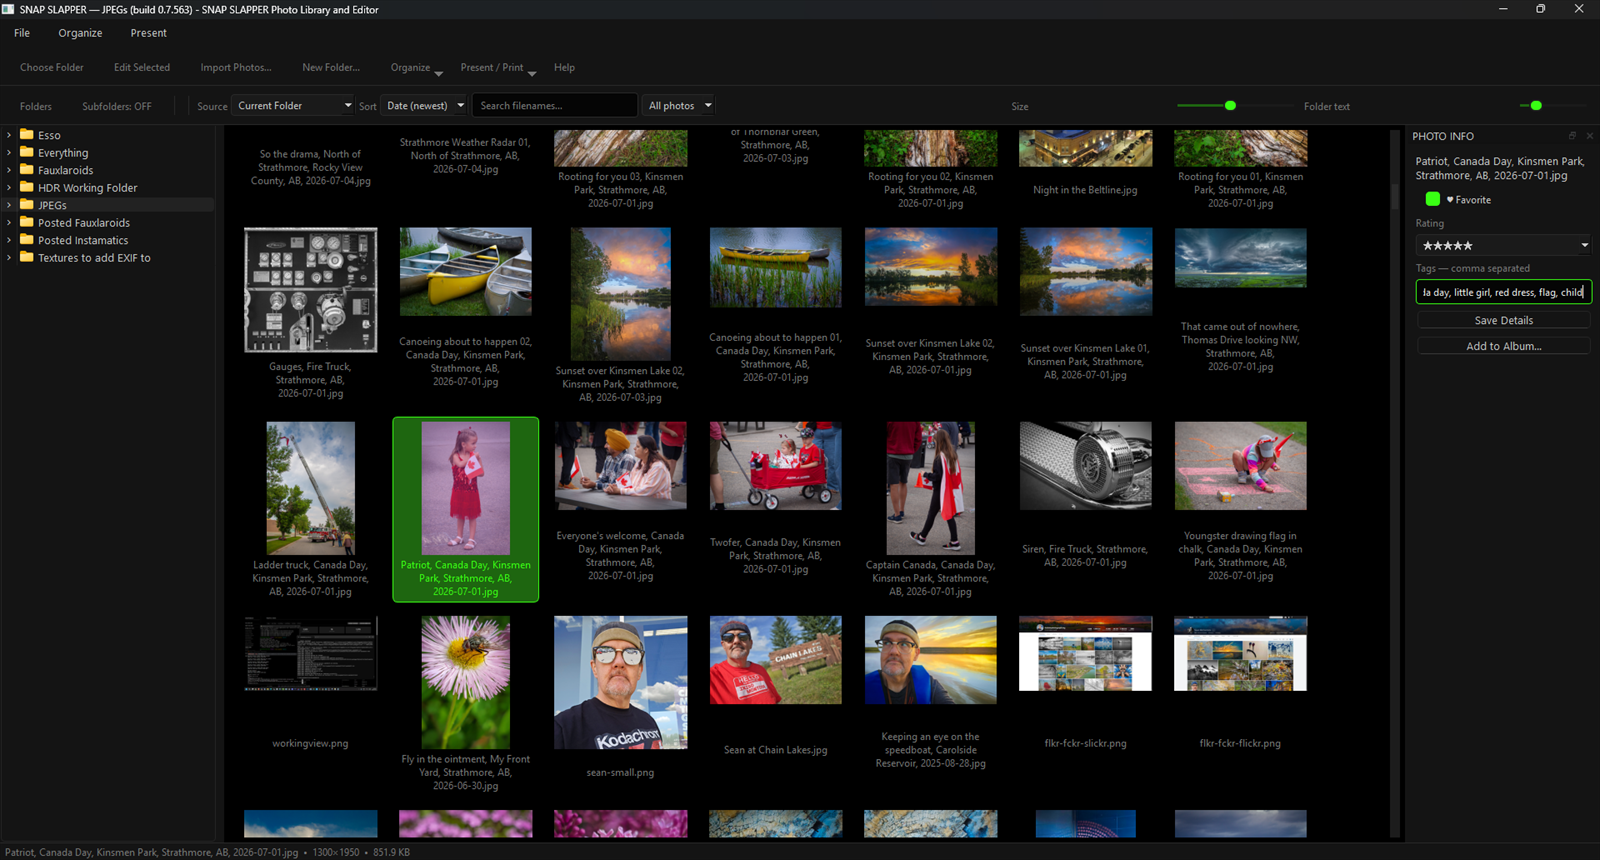 SNAP SLAPPER — JPEGs (build 0.7.563) - SNAP SLAPPER Photo Library and Editor
File Organize Present
Choose Folder Edit Selected Import Photos... New Folder... Organize Present / Print Help
Folders Subfolders: OFF Source Current Folder Sort Date (newest) Search filenames... All photos Size Folder text
Esso
Everything
Fauxlaroids
HDR Working Folder
JPEGs
Posted Fauxlaroids
Posted Instamatics
Textures to add EXIF to
So the drama, North of
Strathmore, Rocky View
County, AB, 2026-07-04.jpg
Strathmore Weather Radar 01,
North of Strathmore, AB,
2026-07-04.jpg
Rooting for you 03, Kinsmen
Park, Strathmore, AB,
2026-07-01.jpg
of Thornbriar Green,
Strathmore, AB,
2026-07-03.jpg
Rooting for you 02, Kinsmen
Park, Strathmore, AB,
2026-07-01.jpg
Night in the Beltline.jpg
Rooting for you 01, Kinsmen
Park, Strathmore, AB,
2026-07-01.jpg
Gauges, Fire Truck,
Strathmore, AB,
2026-07-01.jpg
Canoeing about to happen 02,
Canada Day, Kinsmen Park,
Strathmore, AB,
2026-07-01.jpg
Sunset over Kinsmen Lake 02,
Kinsmen Park, Strathmore,
AB, 2026-07-03.jpg
Canoeing about to happen 01,
Canada Day, Kinsmen Park,
Strathmore, AB,
2026-07-01.jpg
Sunset over Kinsmen Lake 02,
Kinsmen Park, Strathmore,
AB, 2026-07-01.jpg
Sunset over Kinsmen Lake 01,
Kinsmen Park, Strathmore,
AB, 2026-07-01.jpg
That came out of nowhere,
Thomas Drive looking NW,
Strathmore, AB,
2026-07-01.jpg
Ladder truck, Canada Day,
Kinsmen Park, Strathmore,
AB, 2026-07-01.jpg
Patriot, Canada Day, Kinsmen
Park, Strathmore, AB,
2026-07-01.jpg
Everyone's welcome, Canada
Day, Kinsmen Park,
Strathmore, AB,
2026-07-01.jpg
Twofer, Canada Day, Kinsmen
Park, Strathmore, AB,
2026-07-01.jpg
Captain Canada, Canada Day,
Kinsmen Park, Strathmore,
AB, 2026-07-01.jpg
Siren, Fire Truck, Strathmore,
AB, 2026-07-01.jpg
Youngster drawing flag in
chalk, Canada Day, Kinsmen
Park, Strathmore, AB,
2026-07-01.jpg
CHAIN LAKES
HELLO
Kodachrom
workingview.png
Fly in the ointment, My Front
Yard, Strathmore, AB,
2026-06-30.jpg
sean-small.png
Sean at Chain Lakes.jpg
Keeping an eye on the
speedboat, Carolside
Reservoir, 2025-08-28.jpg
flkr-fckr-slickr.png
flkr-fckr-flickr.png
PHOTO INFO
Patriot, Canada Day, Kinsmen Park,
Strathmore, AB, 2026-07-01.jpg
♥ Favorite
Rating
★★★★★
Tags — comma separated
da day, little girl, red dress, flag, child
Save Details
Add to Album...
Patriot, Canada Day, Kinsmen Park, Strathmore, AB, 2026-07-01.jpg • 1300×1950 • 851.9 KB